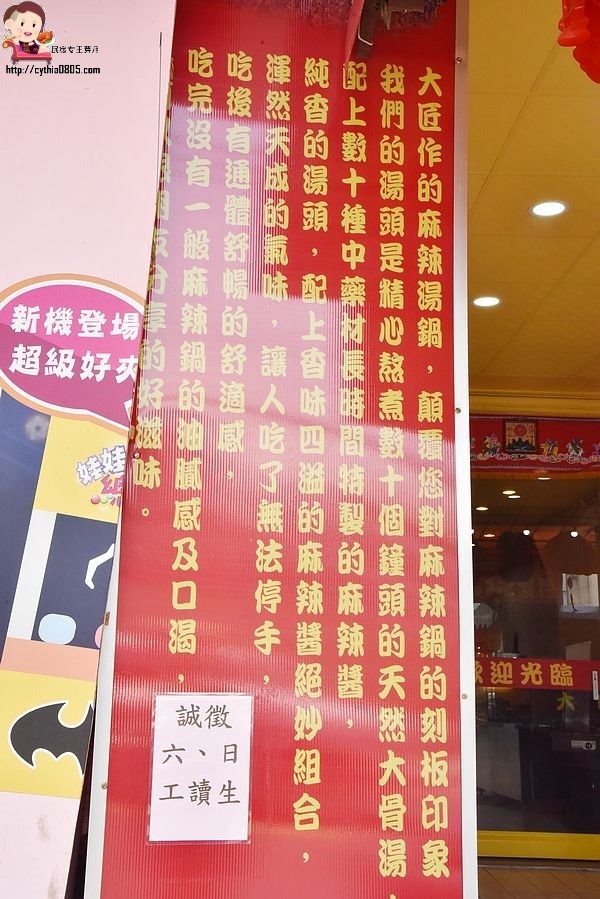 民宿女王芽月
http://cythia0805.com
大匠作的麻辣湯鍋，顛覆您對麻辣鍋的刻板印象
我們的湯頭是精心熬煮數十個鐘頭的天然大骨湯，
配上數十種中藥材長時間特製的麻辣醬，
純香的湯頭，配上香味四溢的麻辣醬絕妙組合，
渾然天成的氣味，讓人吃了無法停手，
吃後有通體舒暢的舒適感，
吃完沒有一般麻辣鍋的油膩感及口渴，
分享的好滋味。
誠徵
六、日
工讀生
新機登場
超級好夾
娃娃
歡迎光臨
大